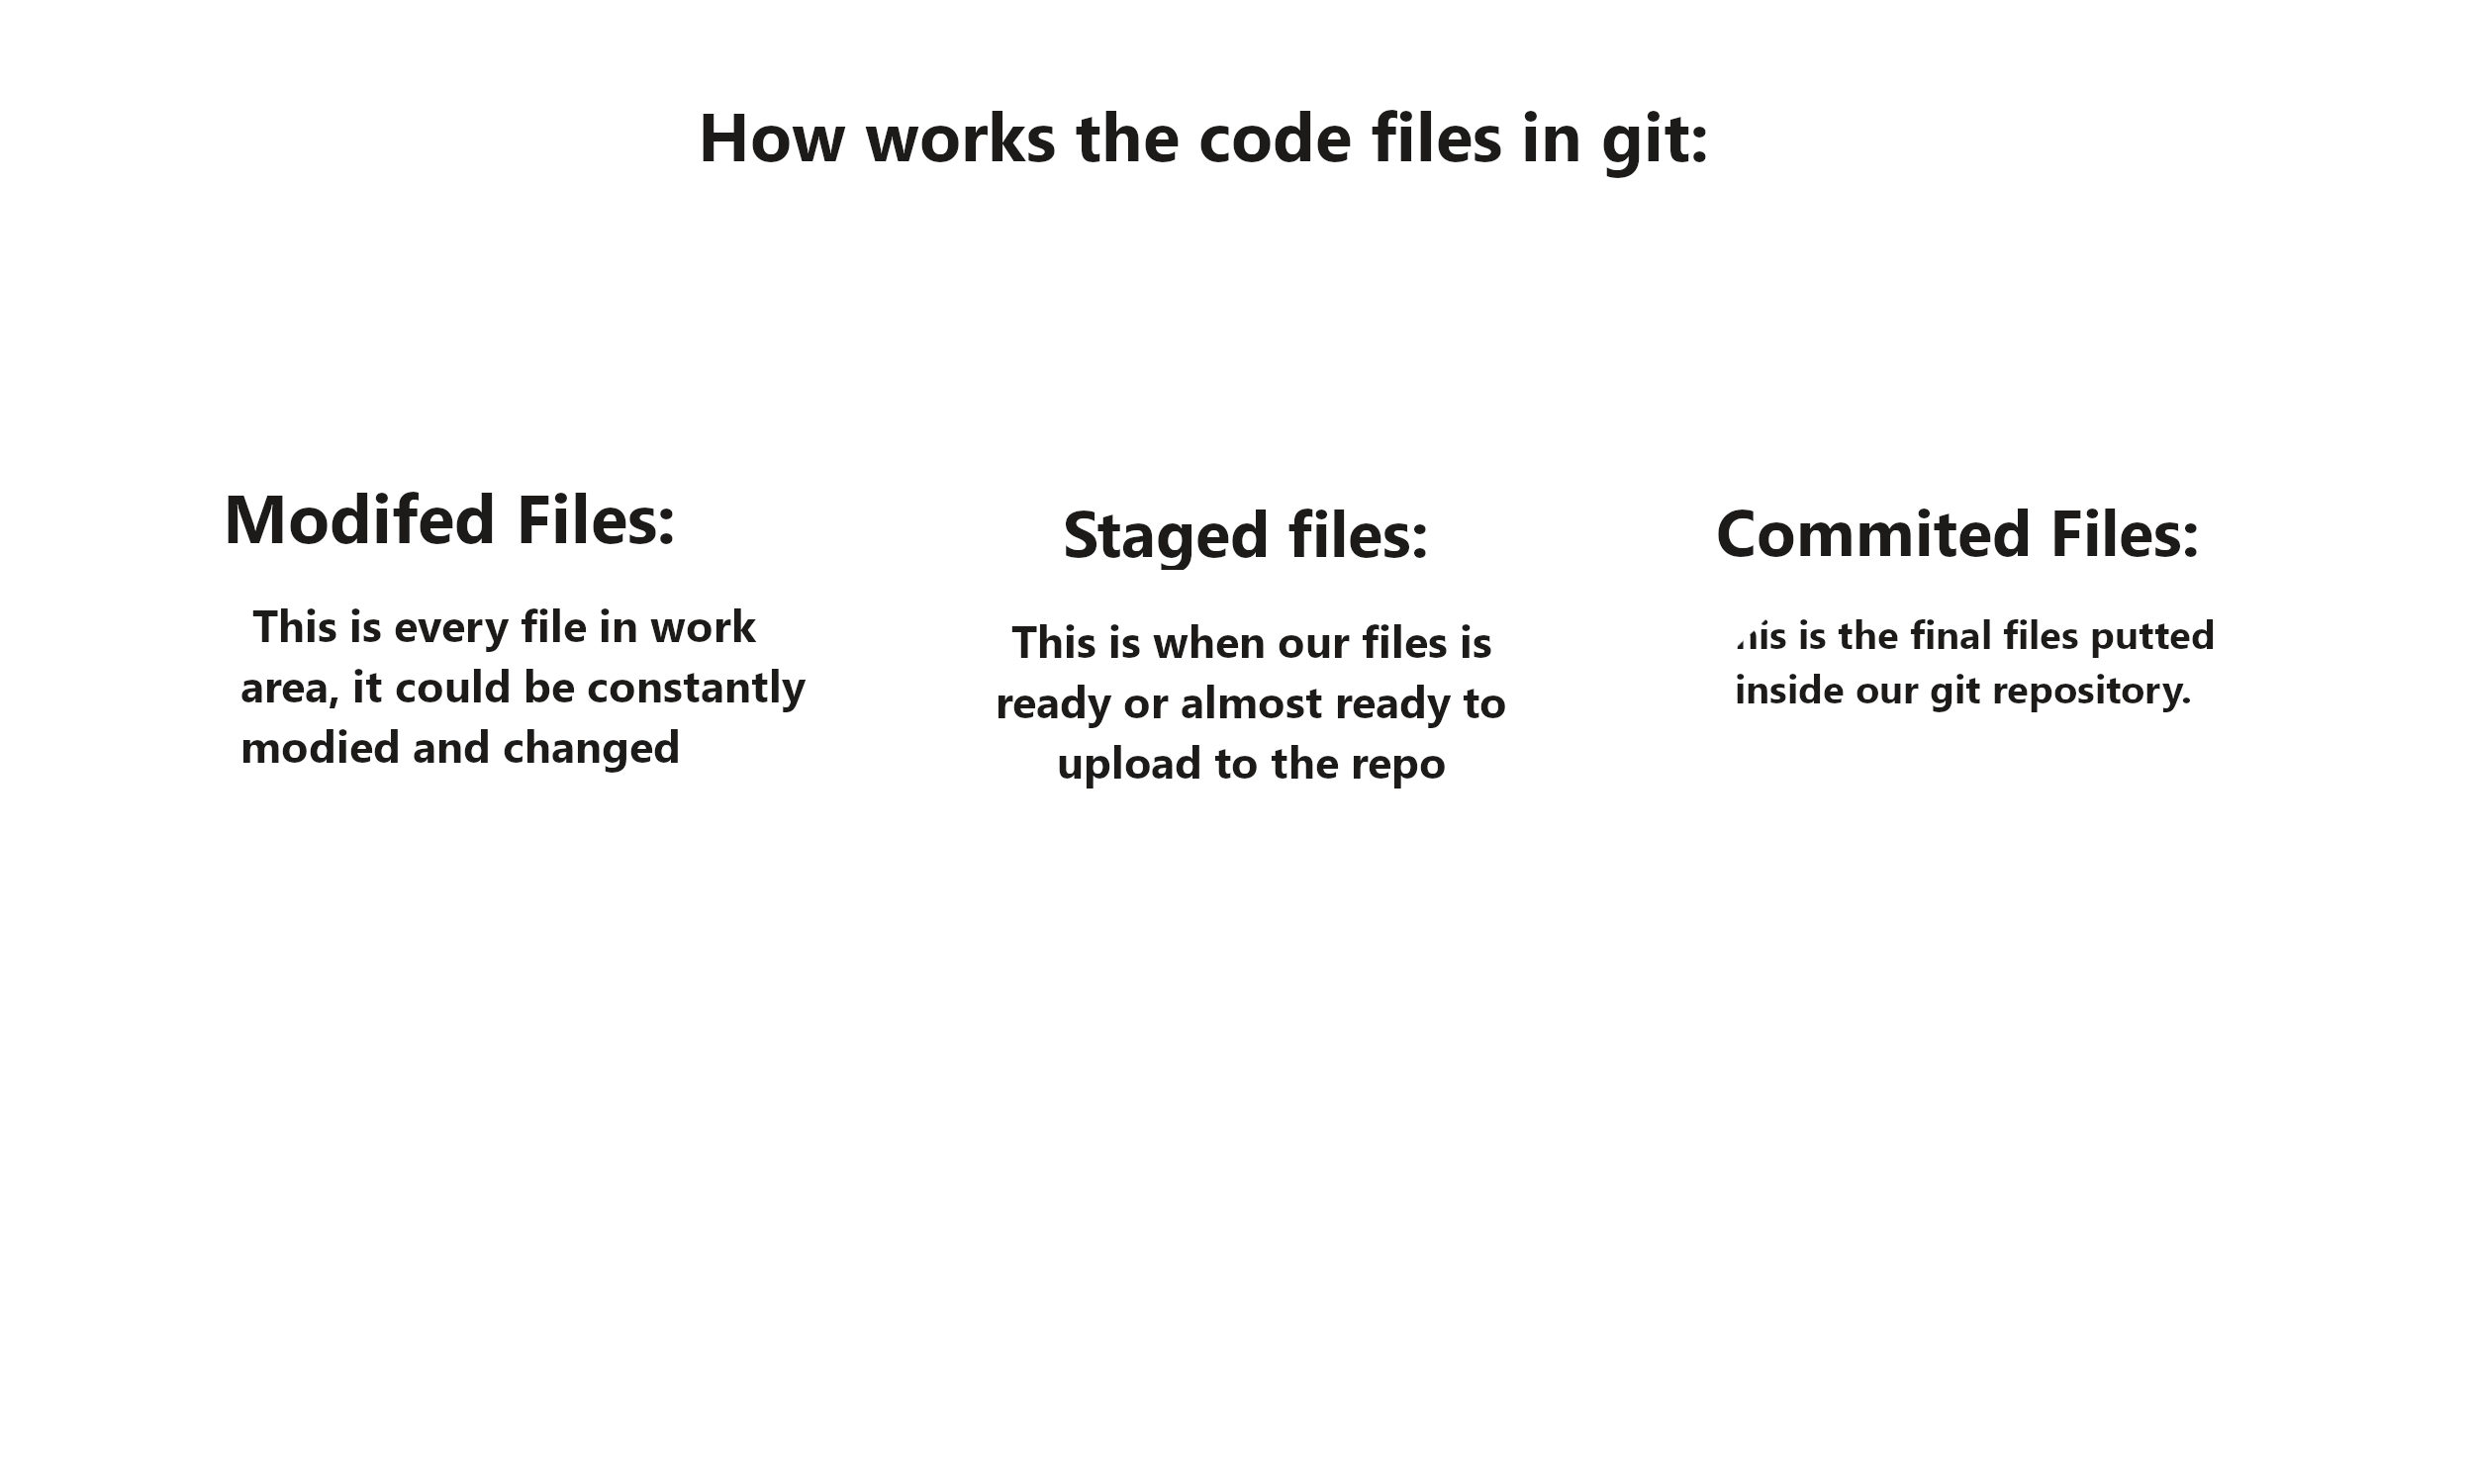 How works the code files in git:
Modifed Files:
This is every file in work
area, it could be constantly
modied and changed
Staged files:
This is when our files is
ready or almost ready to
upload to the repo
Commited Files:
is the final files putted
inside our git repository.